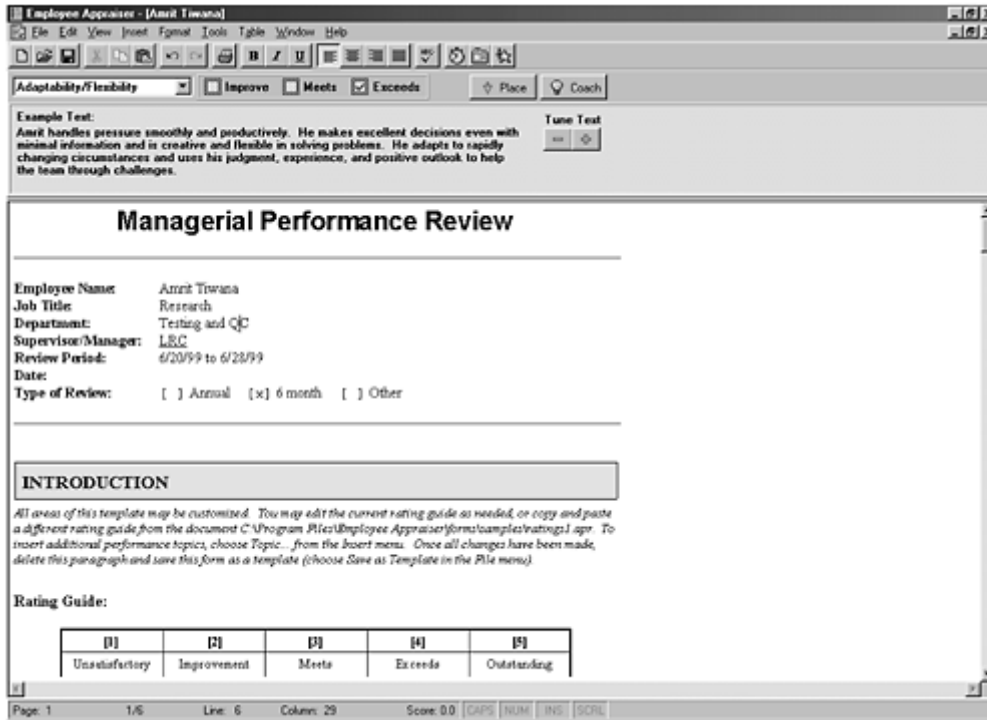 Employee Appraiser - [Amrit Tiwana]
File Edit View Insert Format Tools Table Window Help
B I U
Adaptability/Flexibility Improve Meets Exceeds Place Coach
Example Text: Tune Text
Amrit handles pressure smoothly and productively. He makes excellent decisions even with
minimal information and is creative and flexible in solving problems. He adapts to rapidly
changing circumstances and uses his judgment, experience, and positive outlook to help
the team through challenges.
Managerial Performance Review
Employee Name: Amrit Tiwana
Job Title: Research
Department: Testing and QC
Supervisor/Manager: LRC
Review Period: 6/20/99 to 6/28/99
Date:
Type of Review: [ ] Annual [x] 6 month [ ] Other
INTRODUCTION
All areas of this template may be customized. You may edit the current rating guide as needed, or copy and paste
a different rating guide from the document C:\Program Files\Employee Appraiser\forms\samples\ratings1.apr. To
insert additional performance topics, choose Topic... from the Insert menu. Once all changes have been made,
delete this paragraph and save this form as a template (choose Save as Template in the File menu).
Rating Guide:
[1] [2] [3] [4] [5]
Unsatisfactory Improvement Meets Exceeds Outstanding
Page: 1 1/6 Line: 6 Column: 29 Score: 0.0 CAPS NUM INS SCRL